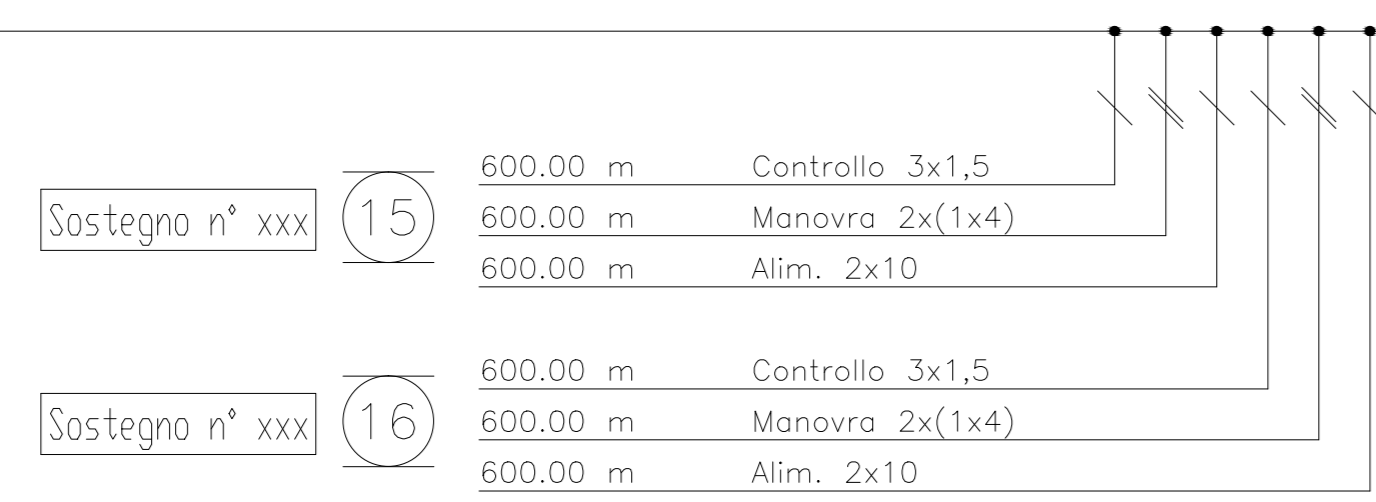 600.00 m Controllo 3x1,5
Sostegno n° xxx 15 600.00 m Manovra 2x(1x4)
600.00 m Alim. 2x10
600.00 m Controllo 3x1,5
Sostegno n° xxx 16 600.00 m Manovra 2x(1x4)
600.00 m Alim. 2x10